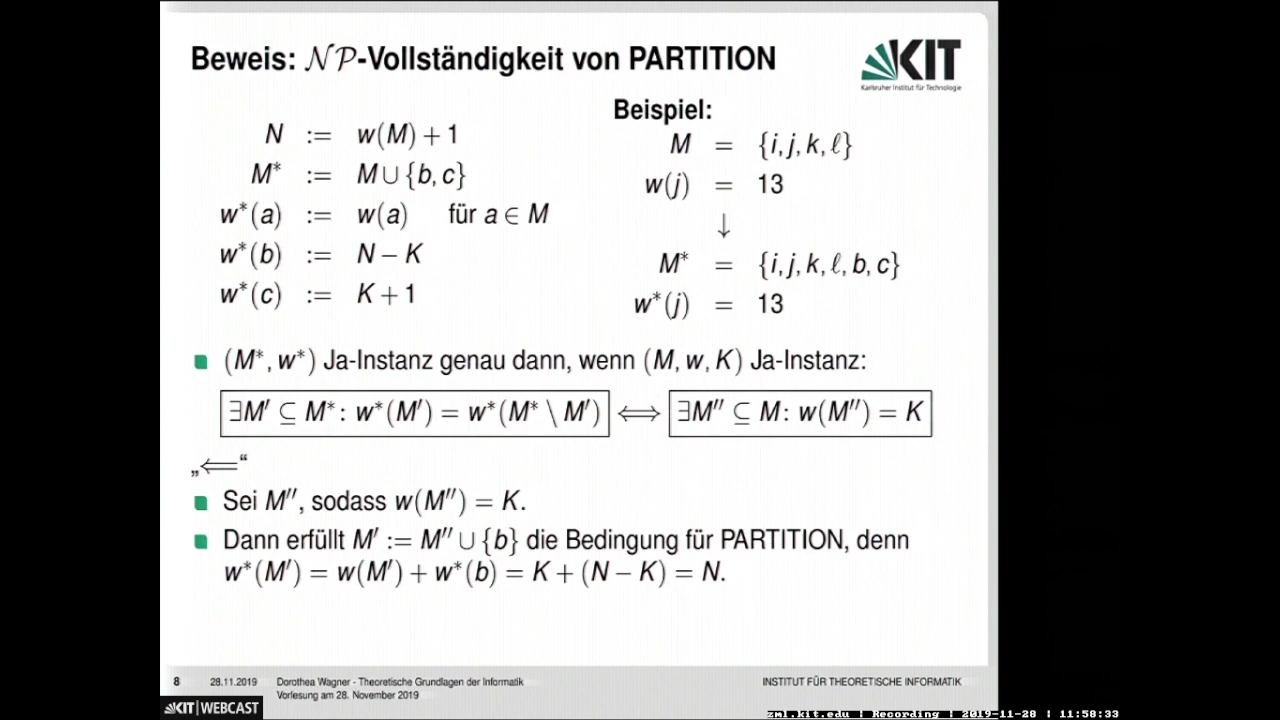 Beweis: NP-Vollständigkeit von PARTITION
KIT
Karlsruher Institut für Technologie
N := w(M) + 1
M* := M ∪ {b, c}
w*(a) := w(a) für a ∈ M
w*(b) := N − K
w*(c) := K + 1
Beispiel:
M = {i, j, k, ℓ}
w(j) = 13
↓
M* = {i, j, k, ℓ, b, c}
w*(j) = 13
(M*, w*) Ja-Instanz genau dann, wenn (M, w, K) Ja-Instanz:
∃M′ ⊆ M*: w*(M′) = w*(M* \ M′) ⟺ ∃M″ ⊆ M: w(M″) = K
„⟸“
Sei M″, sodass w(M″) = K.
Dann erfüllt M′ := M″ ∪ {b} die Bedingung für PARTITION, denn
w*(M′) = w(M′) + w*(b) = K + (N − K) = N.
8 28.11.2019 Dorothea Wagner - Theoretische Grundlagen der Informatik
Vorlesung am 28. November 2019
INSTITUT FÜR THEORETISCHE INFORMATIK
KIT | WEBCAST
zml.kit.edu | Recording | 2019-11-28 | 11:58:33